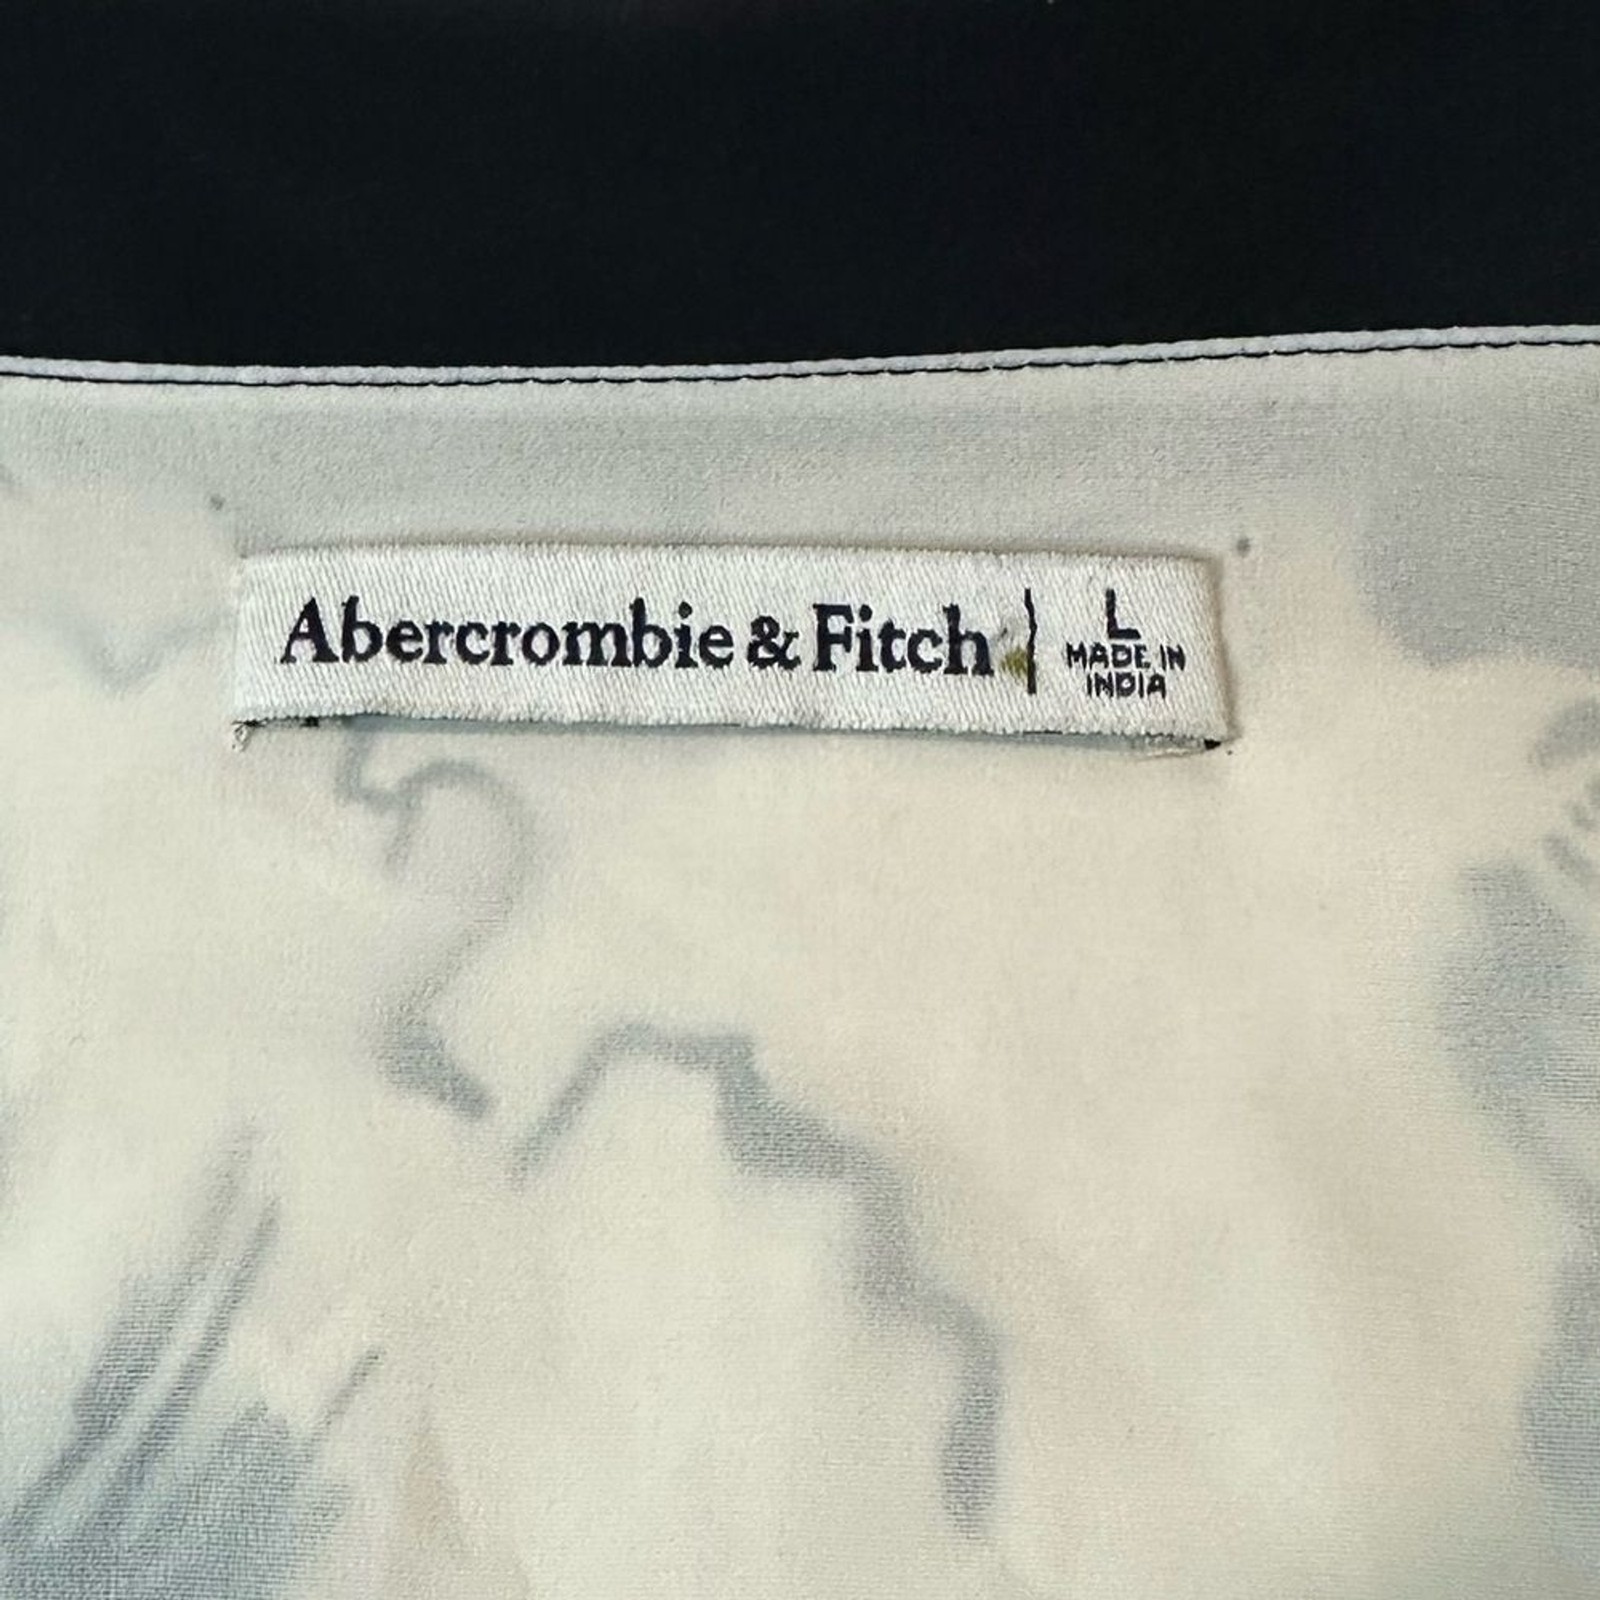 Abercrombie & Fitch | L
MADE IN
INDIA